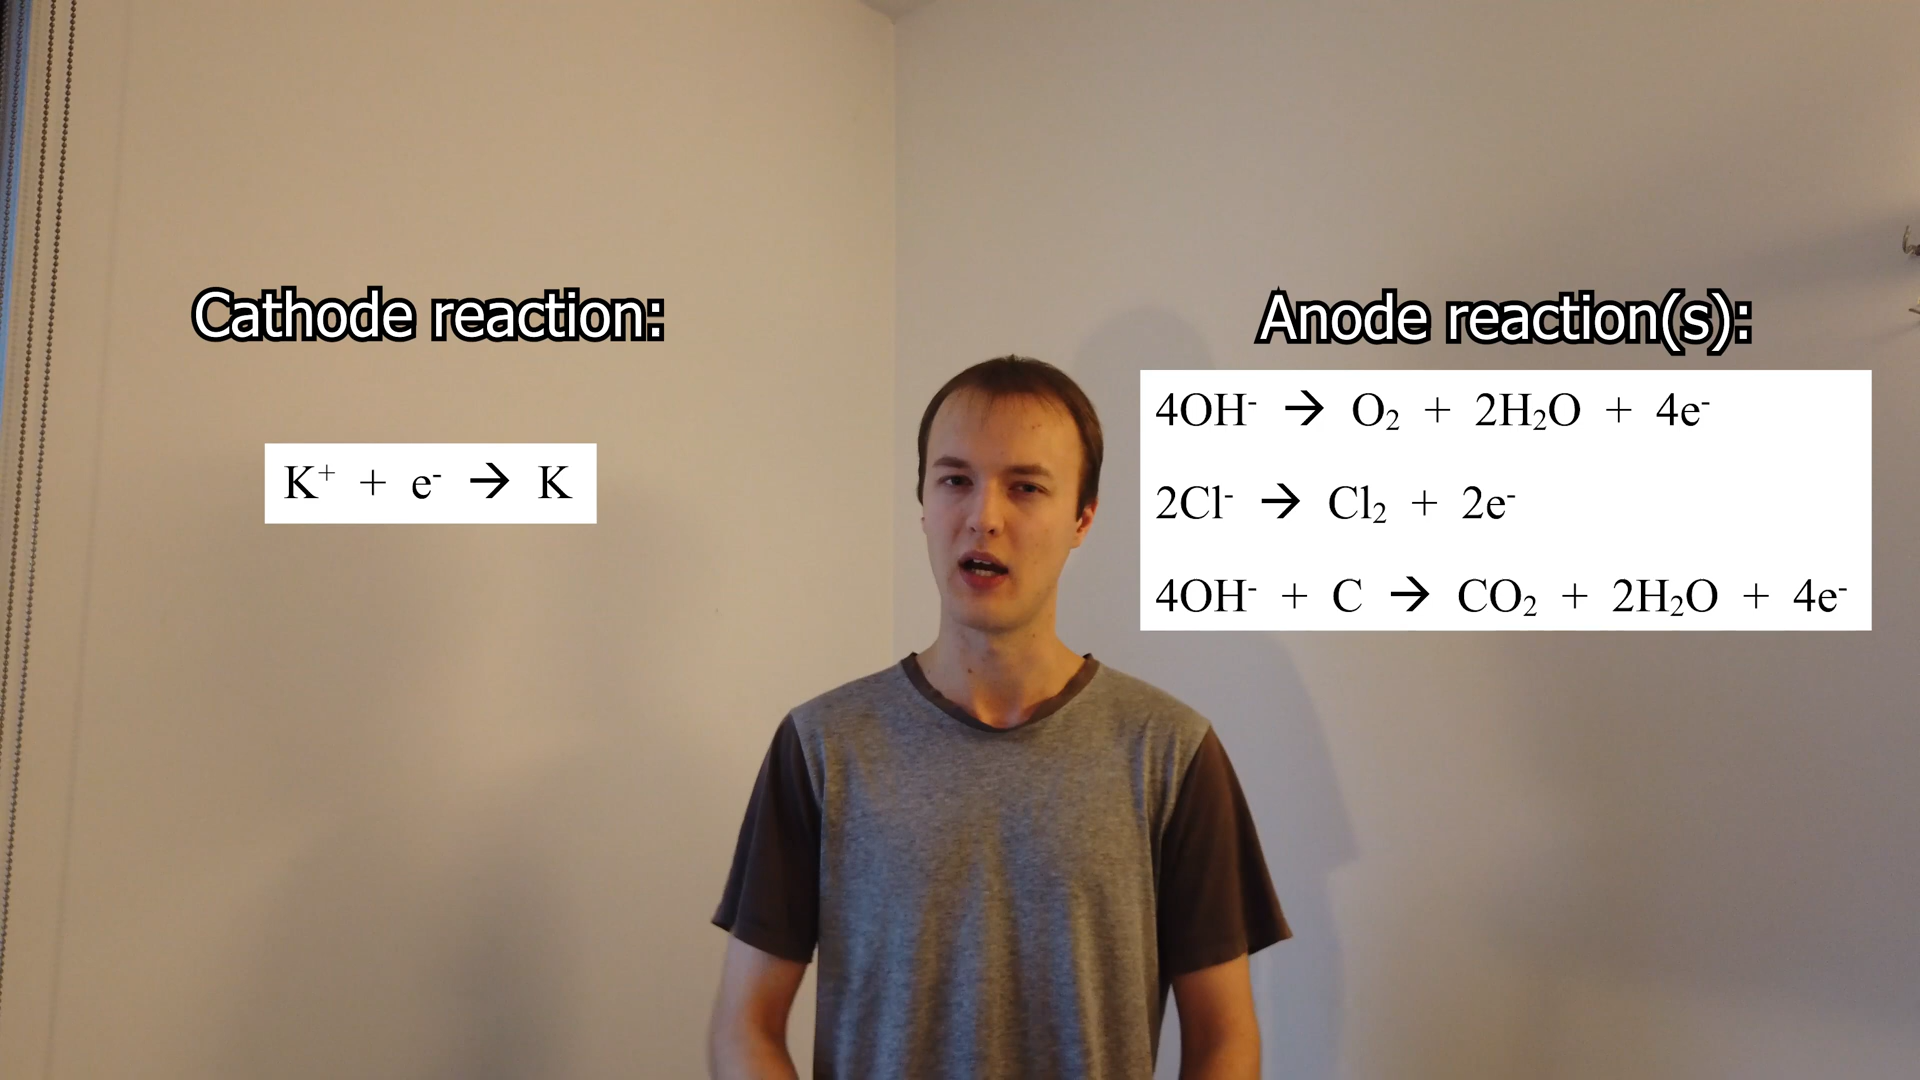 Cathode reaction:
K⁺ + e⁻ → K
Anode reaction(s):
4OH⁻ → O₂ + 2H₂O + 4e⁻
2Cl⁻ → Cl₂ + 2e⁻
4OH⁻ + C → CO₂ + 2H₂O + 4e⁻